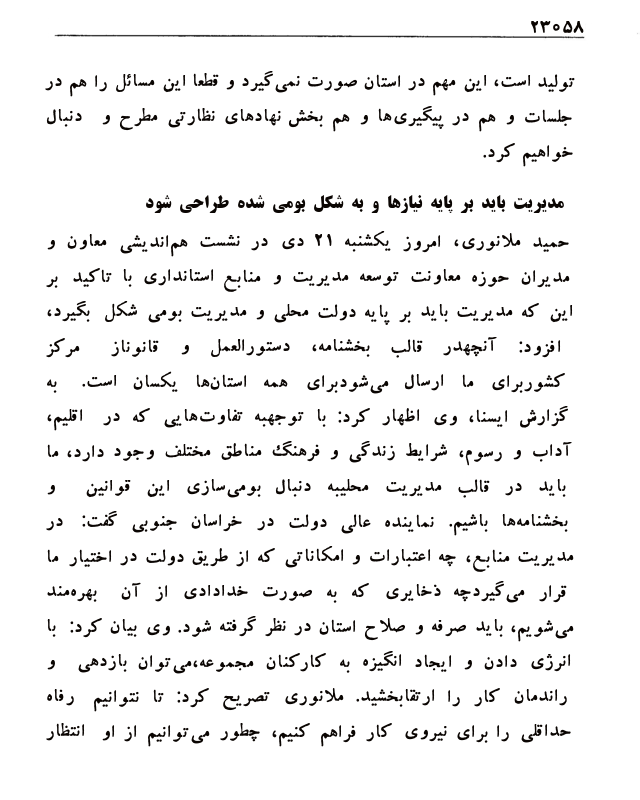 ۲۳۰۵۸
تولید است، این مهم در استان صورت نمی‌گیرد و قطعا این مسائل را هم در
جلسات و هم در پیگیری‌ها و هم بخش نهادهای نظارتی مطرح و دنبال
خواهیم کرد.
مدیریت باید بر پایه نیازها و به شکل بومی شده طراحی شود
حمید ملانوری، امروز یکشنبه ۲۱ دی در نشست هم‌اندیشی معاون و
مدیران حوزه معاونت توسعه مدیریت و منابع استانداری با تاکید بر
این که مدیریت باید بر پایه دولت محلی و مدیریت بومی شکل بگیرد،
افزود: آنچهدر قالب بخشنامه، دستورالعمل و قانوناز مرکز
کشوربرای ما ارسال می‌شودبرای همه استان‌ها یکسان است. به
گزارش ایسنا، وی اظهار کرد: با توجهبه تفاوت‌هایی که در اقلیم،
آداب و رسوم، شرایط زندگی و فرهنگ مناطق مختلف وجود دارد، ما
باید در قالب مدیریت محلیبه دنبال بومی‌سازی این قوانین و
بخشنامه‌ها باشیم. نماینده عالی دولت در خراسان جنوبی گفت: در
مدیریت منابع، چه اعتبارات و امکاناتی که از طریق دولت در اختیار ما
قرار می‌گیردچه ذخایری که به صورت خدادادی از آن بهره‌مند
می‌شویم، باید صرفه و صلاح استان در نظر گرفته شود. وی بیان کرد: با
انرژی دادن و ایجاد انگیزه به کارکنان مجموعه،می‌توان بازدهی و
راندمان کار را ارتقابخشید. ملانوری تصریح کرد: تا نتوانیم رفاه
حداقلی را برای نیروی کار فراهم کنیم، چطور می‌توانیم از او انتظار